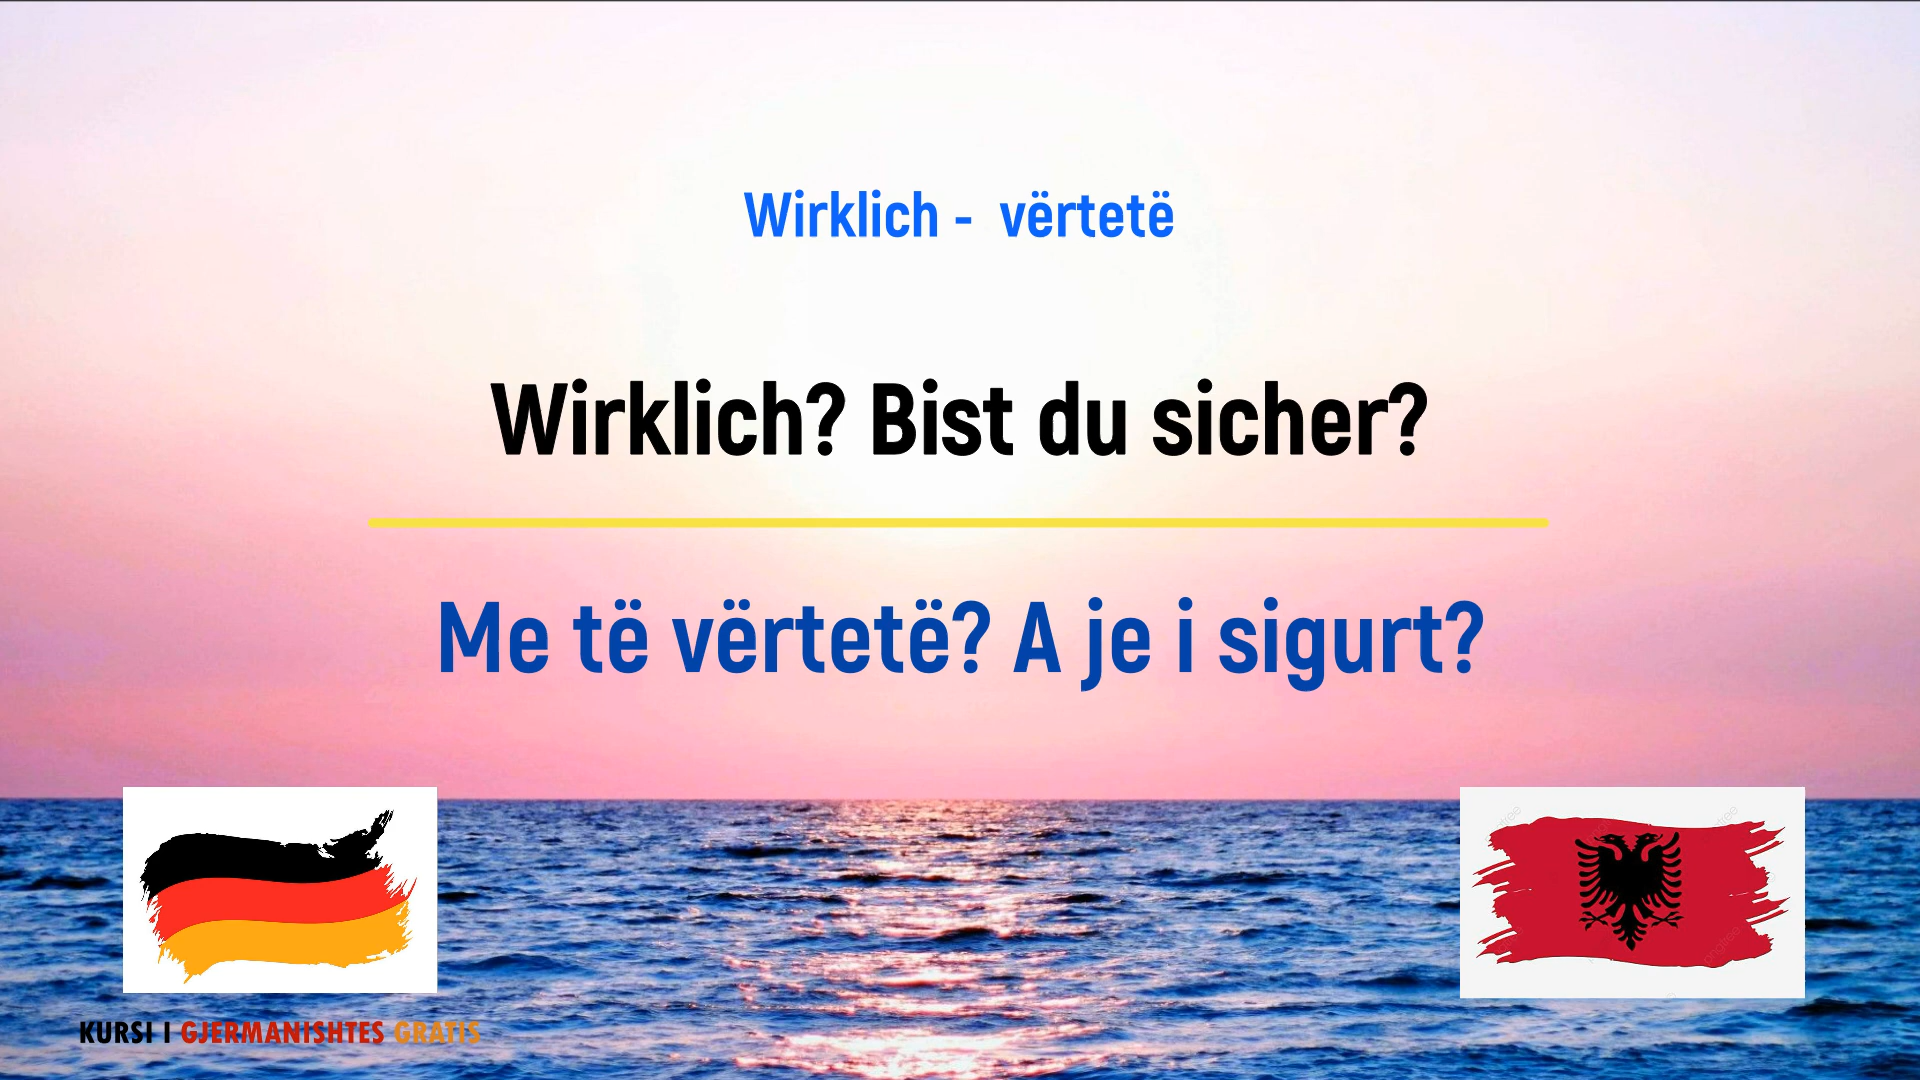 Wirklich -  vërtetë
Wirklich? Bist du sicher?
Me të vërtetë? A je i sigurt?
KURSI I GJERMANISHTES GRATIS